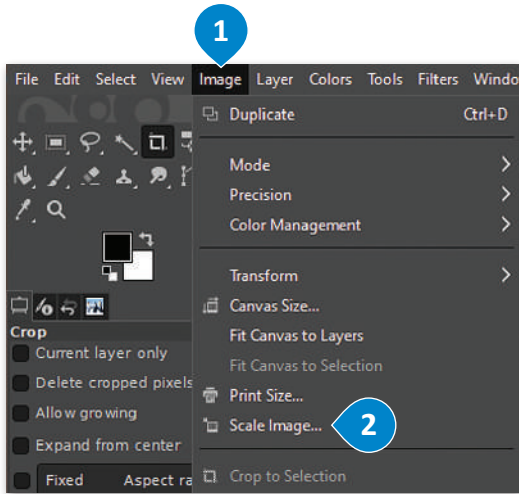 1
File Edit Select View Image Layer Colors Tools Filters Windo
Duplicate Ctrl+D
Mode
Precision
Color Management
Transform
Canvas Size...
Fit Canvas to Layers
Fit Canvas to Selection
Print Size...
Scale Image... 2
Crop to Selection
Crop
Current layer only
Delete cropped pixels
Allow growing
Expand from center
Fixed Aspect ra